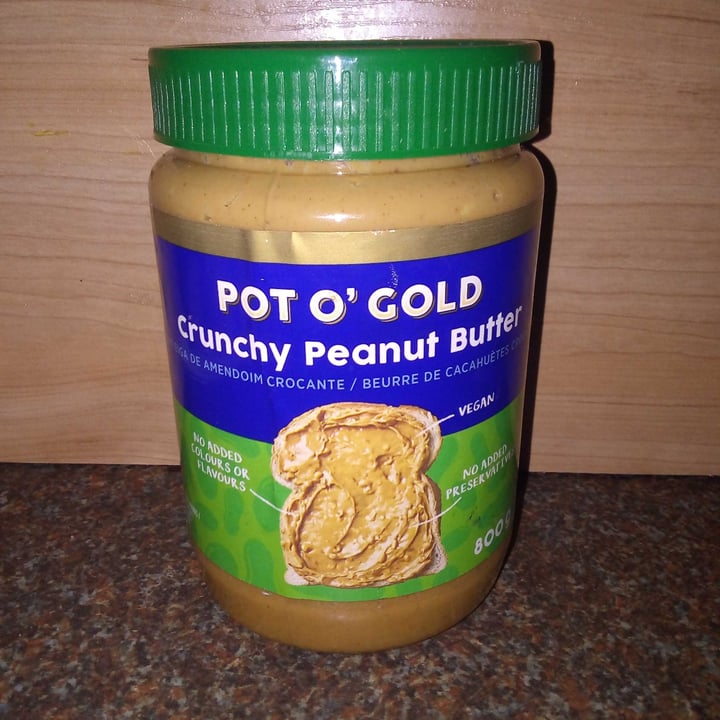 POT O' GOLD
Crunchy Peanut Butter
DE AMENDOIM CROCANTE / BEURRE DE CACAHUÈTES
VEGAN
NO ADDED
COLOURS OR
FLAVOURS
NO ADDED
PRESERVATIVES
800g